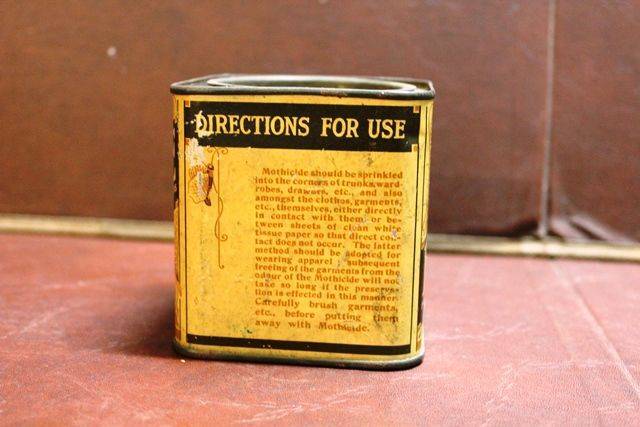 DIRECTIONS FOR USE
Mothicide should be sprinkled
into the corners of trunks, ward-
robes, drawers, etc., and also
amongst the clothes, garments,
etc., themselves, either directly
in contact with them or be-
tween sheets of clean white
tissue paper so that direct con-
tact does not occur. The latter
method should be adopted for
wearing apparel; subsequent
freeing of the garments from the
odour of the Mothicide will not
take so long if the preserva-
tion is effected in this manner.
Carefully brush garments,
etc., before putting them
away with Mothicide.